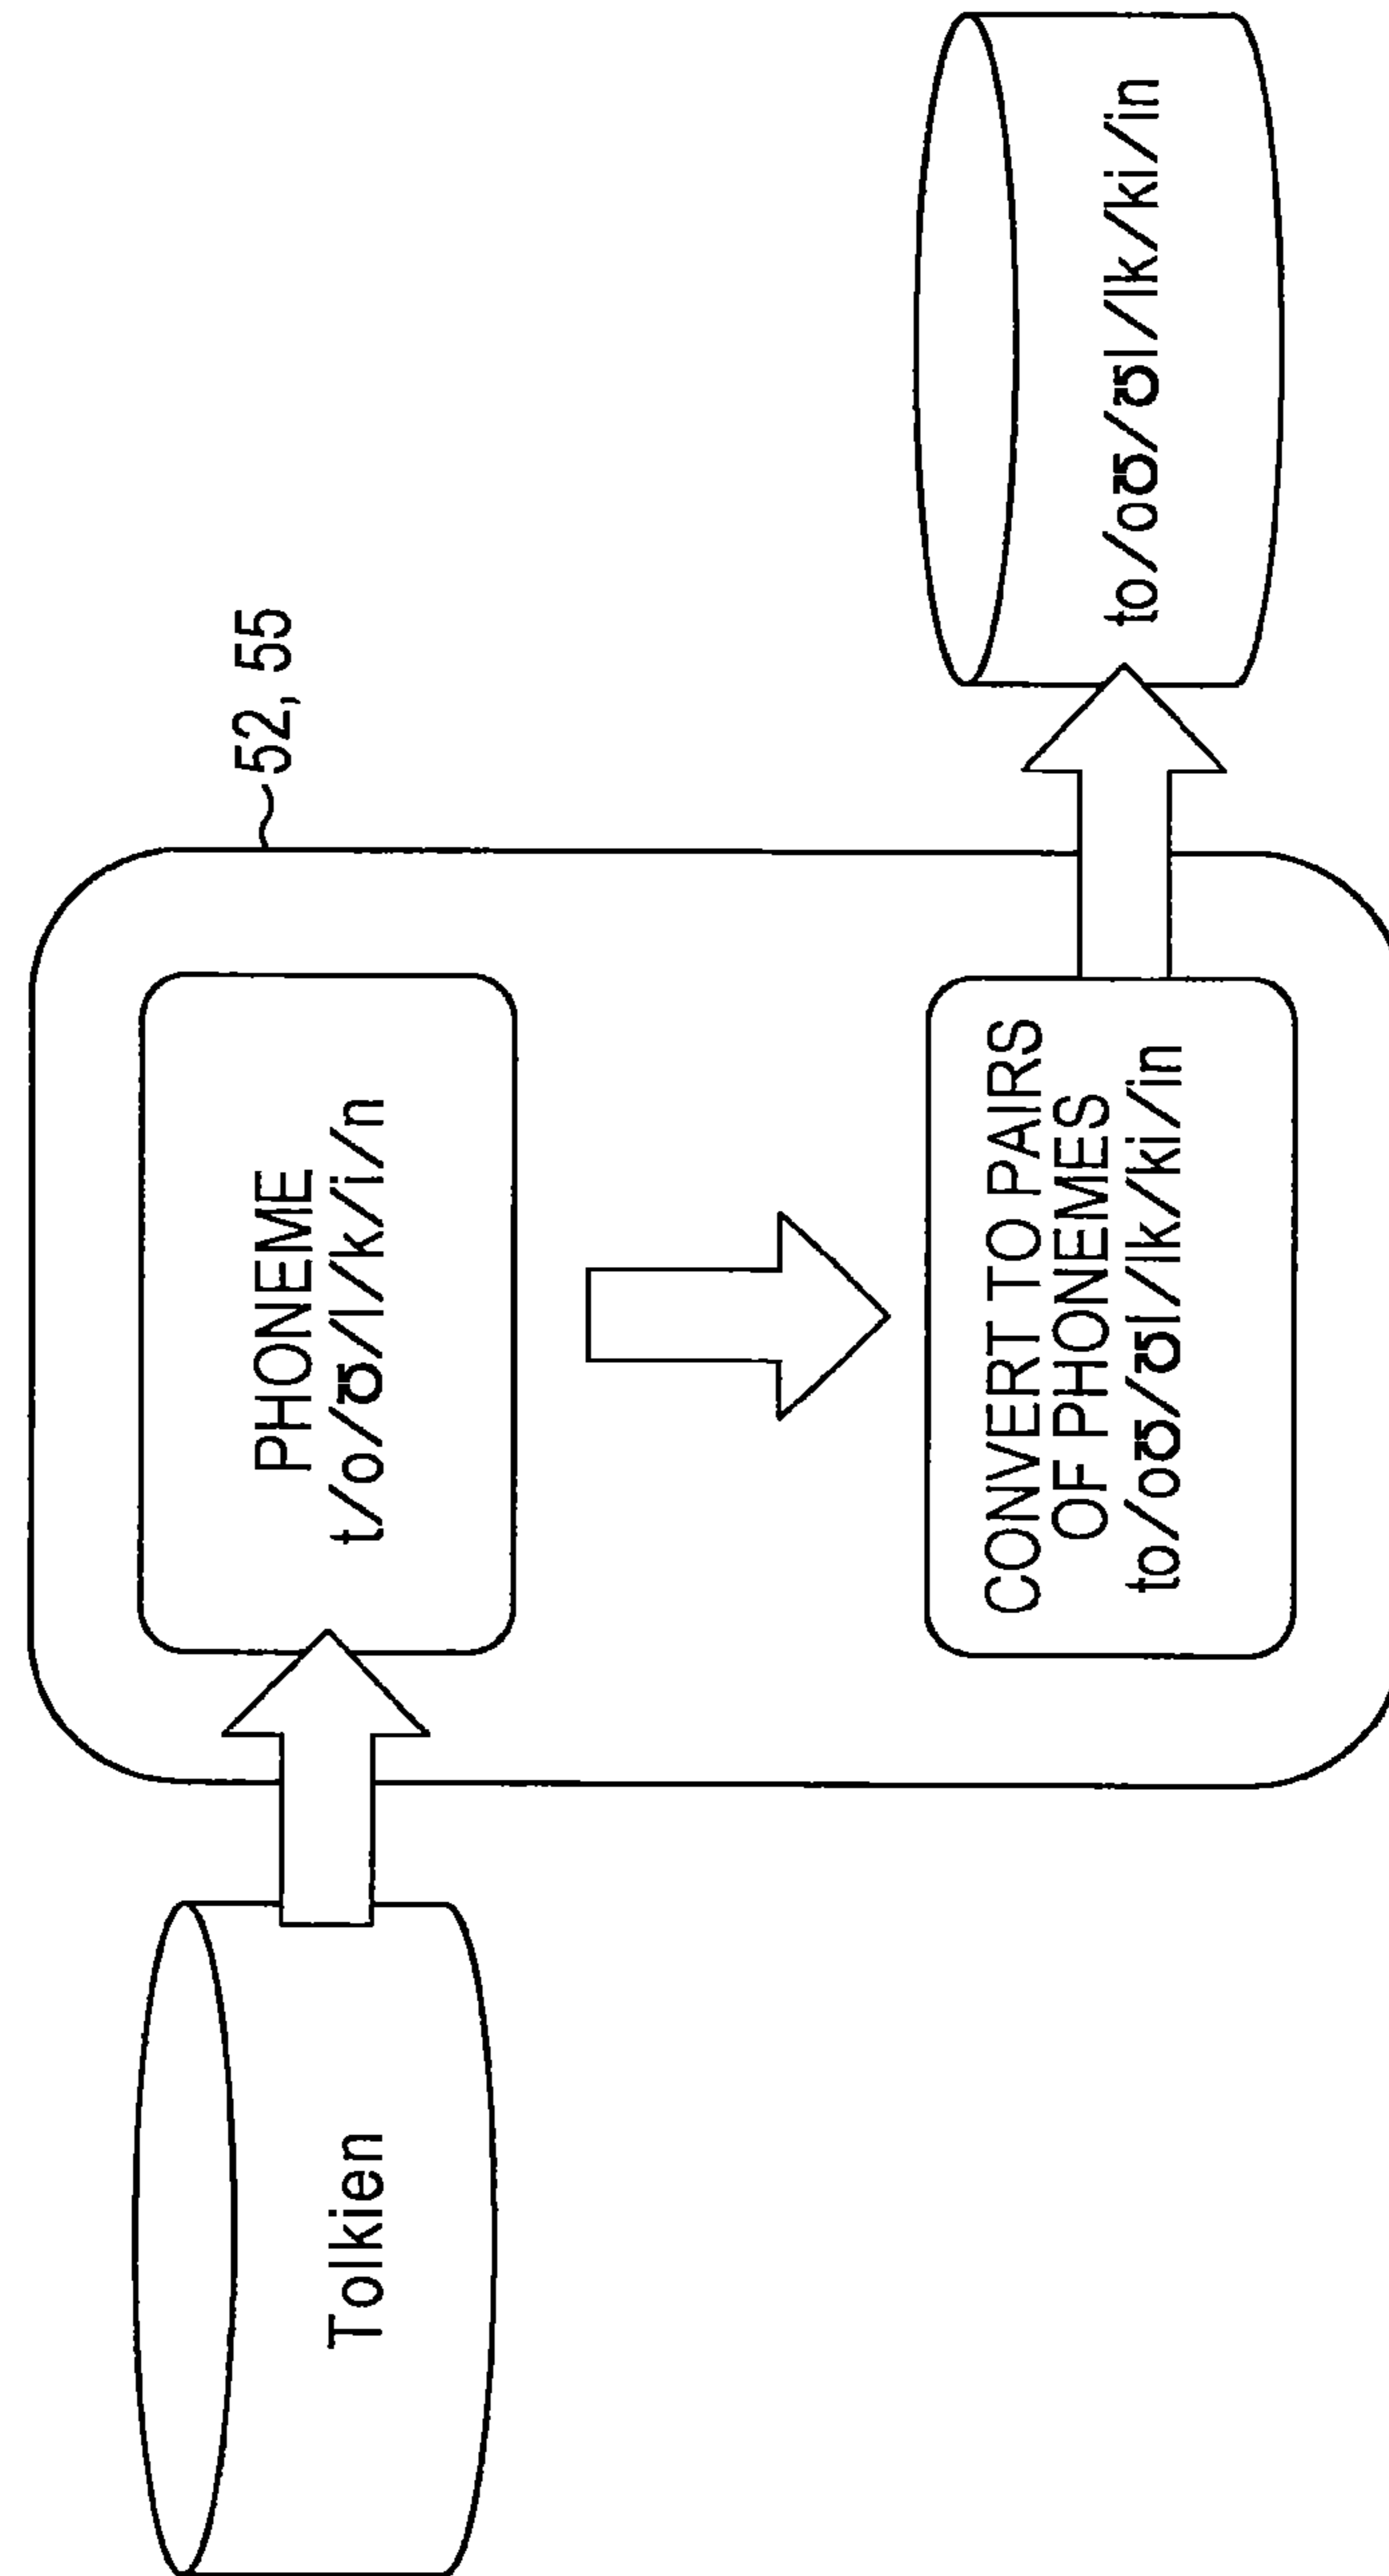 Tolkien
52, 55
PHONEME
t/o/ʊ/l/k/i/n
CONVERT TO PAIRS
OF PHONEMES
to/oʊ/ʊl/lk/ki/in
to/oʊ/ʊl/lk/ki/in